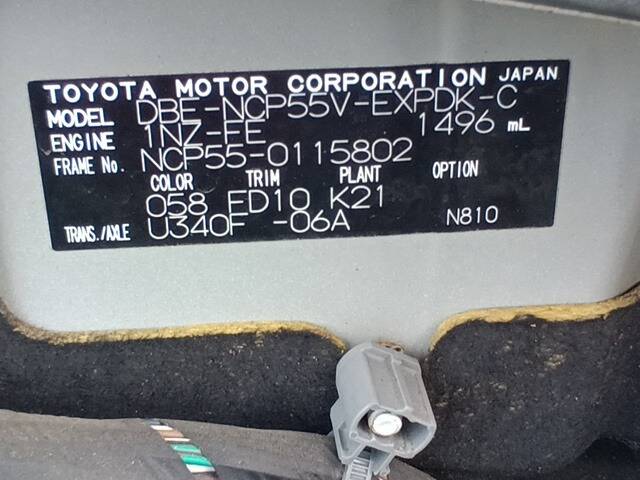 TOYOTA MOTOR CORPORATION JAPAN
MODEL DBE-NCP55V-EXPDK-C
ENGINE 1NZ-FE 1496 mL
FRAME No. NCP55-0115802
COLOR TRIM PLANT OPTION
058 FD10 K21
TRANS./AXLE U340F -06A N810